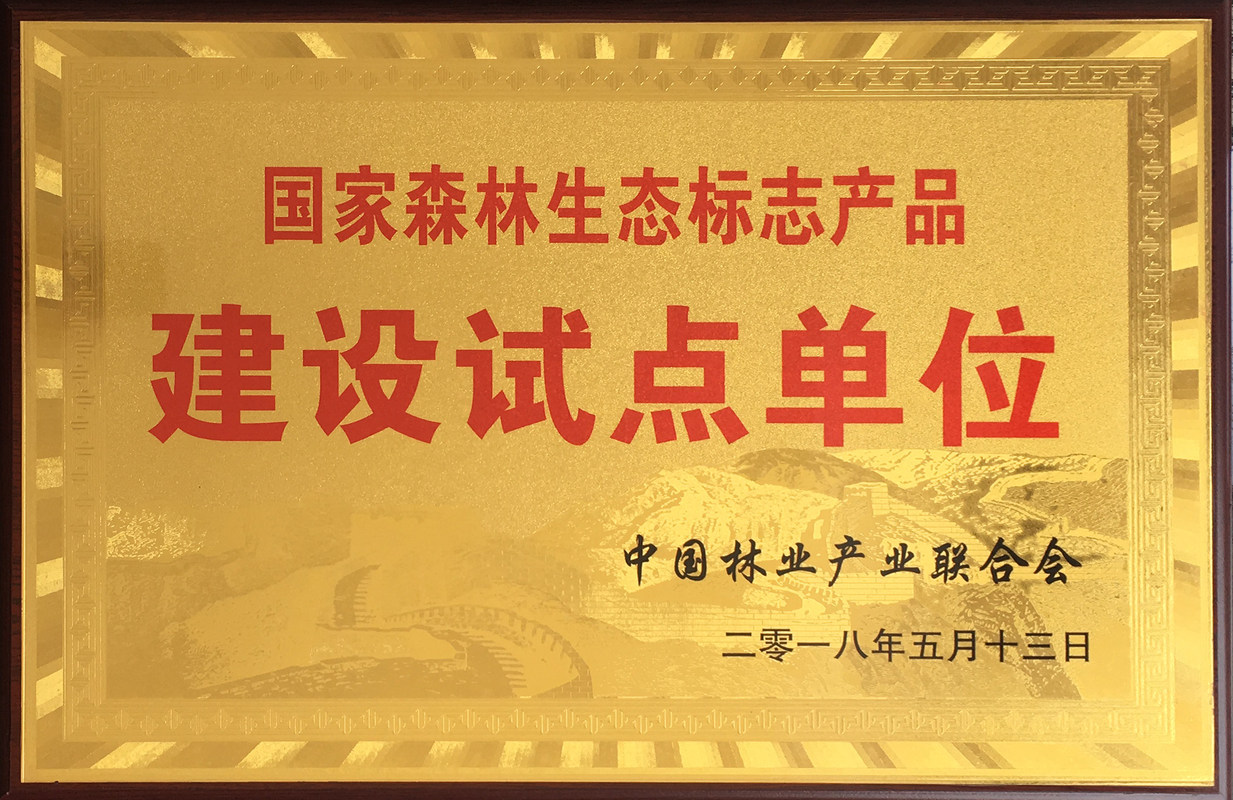 国家森林生态标志产品
建设试点单位
中国林业产业联合会
二零一八年五月十三日